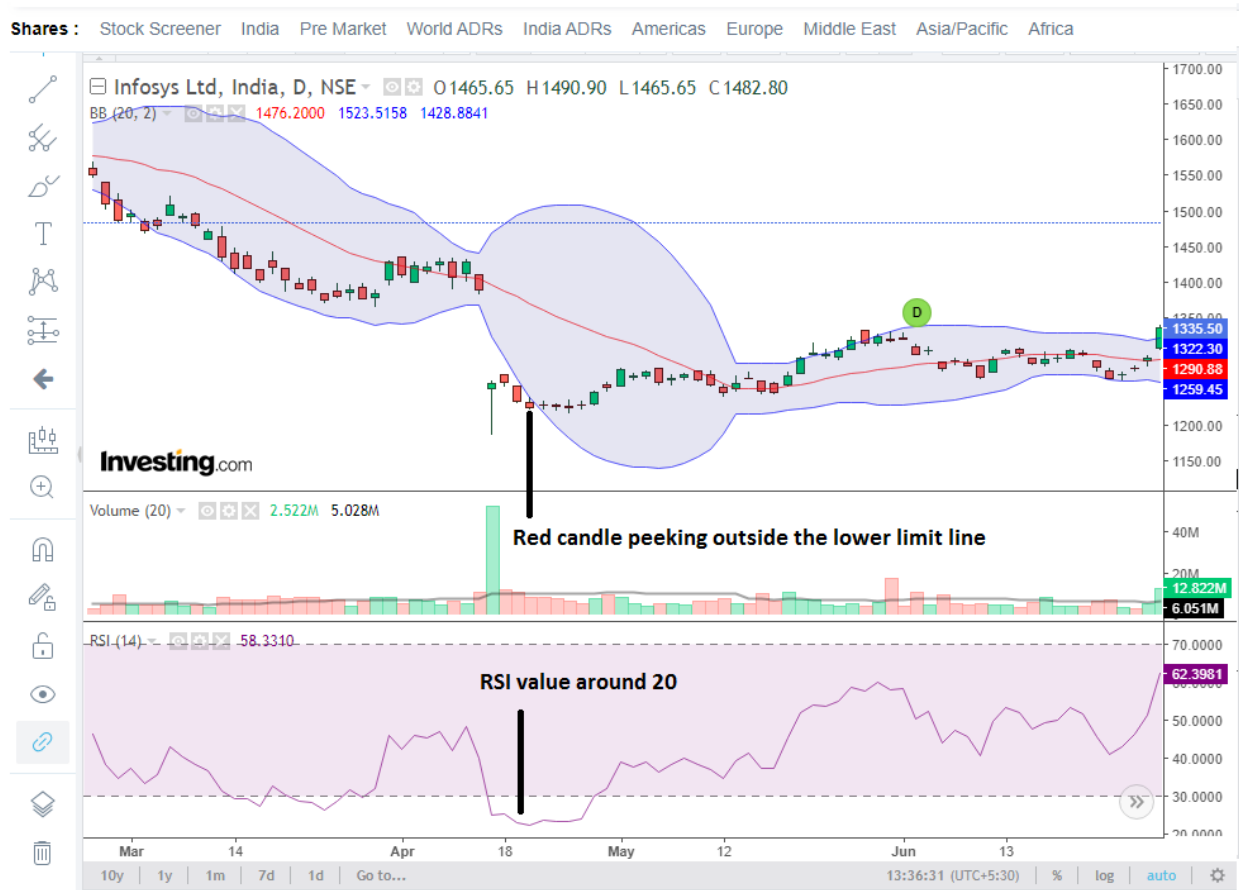 Shares : Stock Screener India Pre Market World ADRs India ADRs Americas Europe Middle East Asia/Pacific Africa
Infosys Ltd, India, D, NSE O1465.65 H1490.90 L1465.65 C1482.80
BB (20, 2) 1476.2000 1523.5158 1428.8841
1700.00
1650.00
1600.00
1550.00
1500.00
1450.00
1400.00
1350.00
1335.50
1322.30
1290.88
1259.45
1200.00
1150.00
D
Investing.com
Volume (20) 2.522M 5.028M
Red candle peeking outside the lower limit line
40M
20M
12.822M
6.051M
RSI (14) 58.3310
RSI value around 20
70.0000
62.3981
60.0000
50.0000
40.0000
30.0000
20.0000
Mar 14 Apr 18 May 12 Jun 13
10y 1y 1m 7d 1d Go to... 13:36:31 (UTC+5:30) % log auto